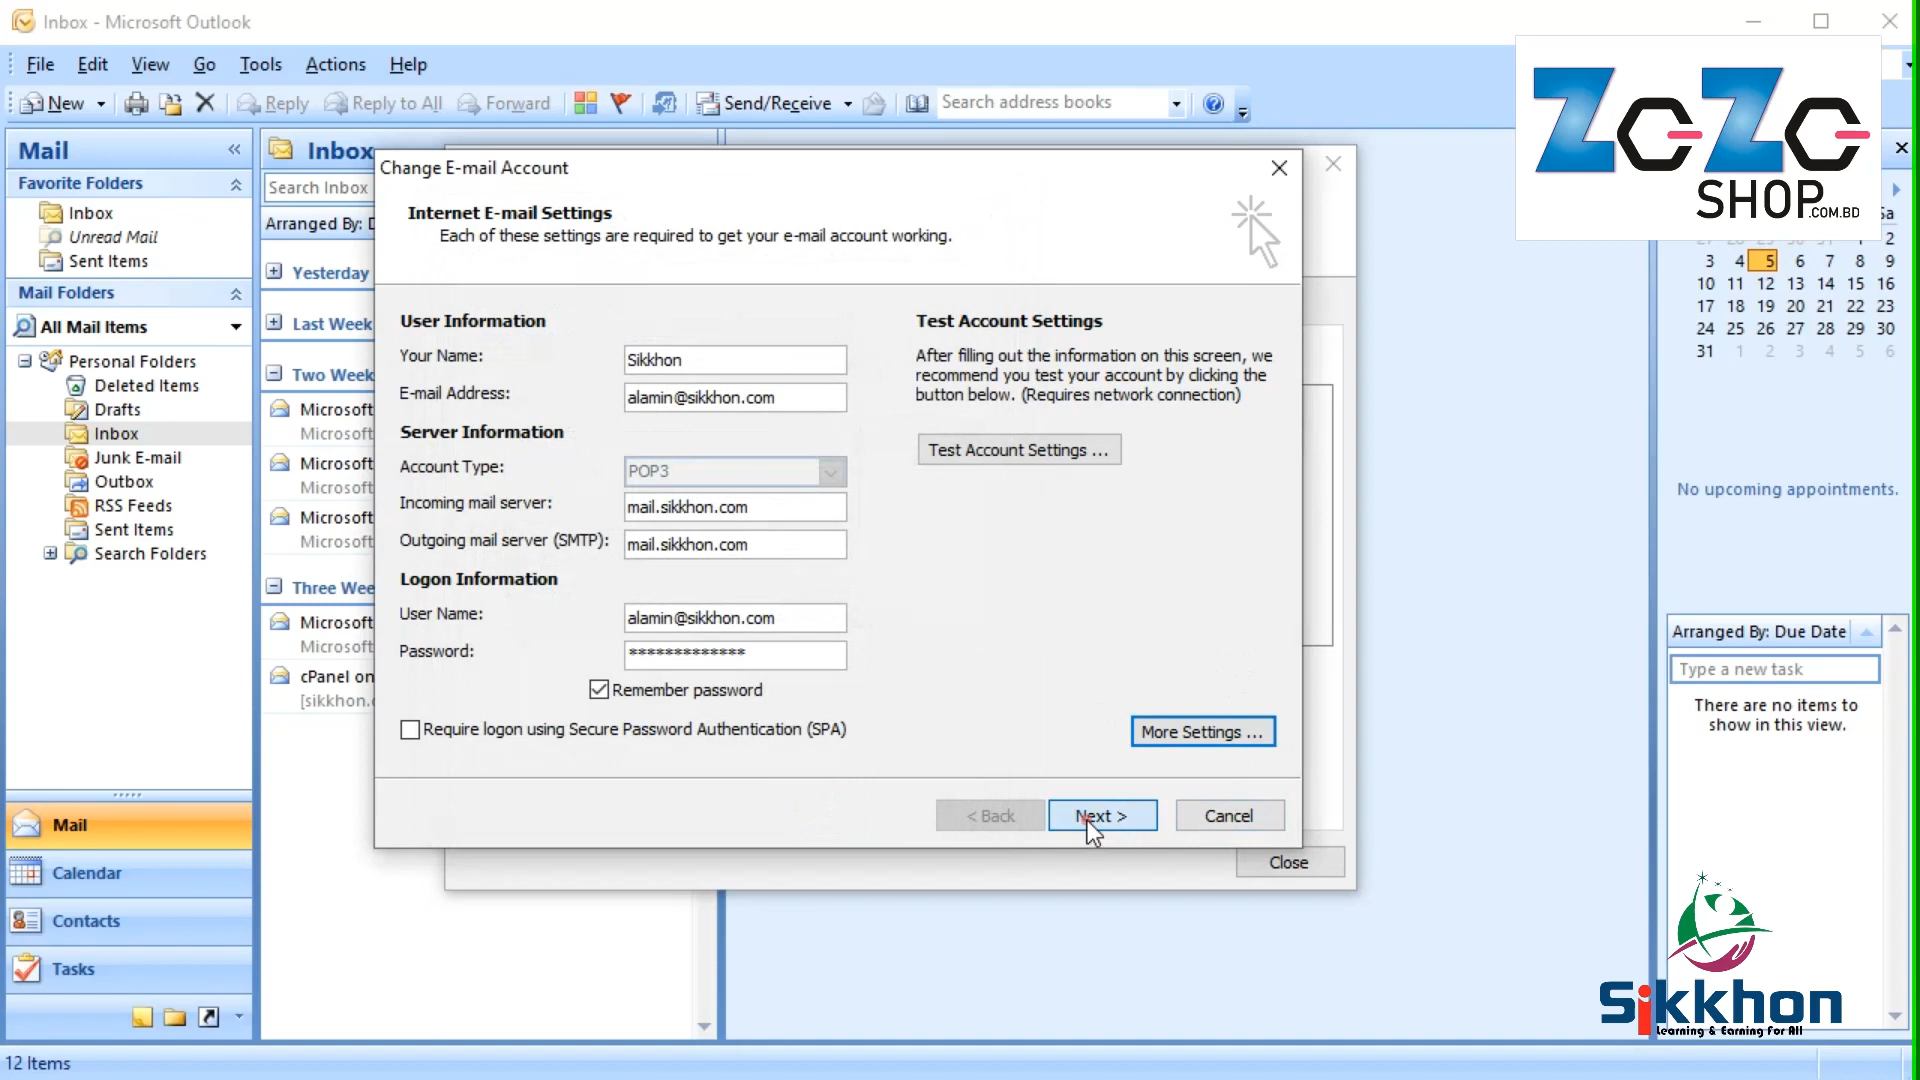 Inbox - Microsoft Outlook
File Edit View Go Tools Actions Help
New Reply Reply to All Forward Send/Receive Search address books
ZoZo
SHOP.COM.BD
Mail
Favorite Folders
Inbox
Unread Mail
Sent Items
Mail Folders
All Mail Items
Personal Folders
Deleted Items
Drafts
Inbox
Junk E-mail
Outbox
RSS Feeds
Sent Items
Search Folders
Mail
Calendar
Contacts
Tasks
12 Items
Inbox
Search Inbox
Arranged By: D
Yesterday
Last Week
Two Week
Microsoft
Microsoft
Microsoft
Microsoft
Microsoft
Microsoft
Three Wee
Microsoft
Microsoft
cPanel on
[sikkhon.c
Change E-mail Account
Internet E-mail Settings
Each of these settings are required to get your e-mail account working.
User Information
Your Name: Sikkhon
E-mail Address: alamin@sikkhon.com
Server Information
Account Type: POP3
Incoming mail server: mail.sikkhon.com
Outgoing mail server (SMTP): mail.sikkhon.com
Logon Information
User Name: alamin@sikkhon.com
Password: *************
Remember password
Require logon using Secure Password Authentication (SPA)
Test Account Settings
After filling out the information on this screen, we
recommend you test your account by clicking the
button below. (Requires network connection)
Test Account Settings ...
More Settings ...
< Back Next > Cancel
Close
Sa
1 2
3 4 5 6 7 8 9
10 11 12 13 14 15 16
17 18 19 20 21 22 23
24 25 26 27 28 29 30
31 1 2 3 4 5 6
No upcoming appointments.
Arranged By: Due Date
Type a new task
There are no items to
show in this view.
Sikkhon
Learning & Earning For All